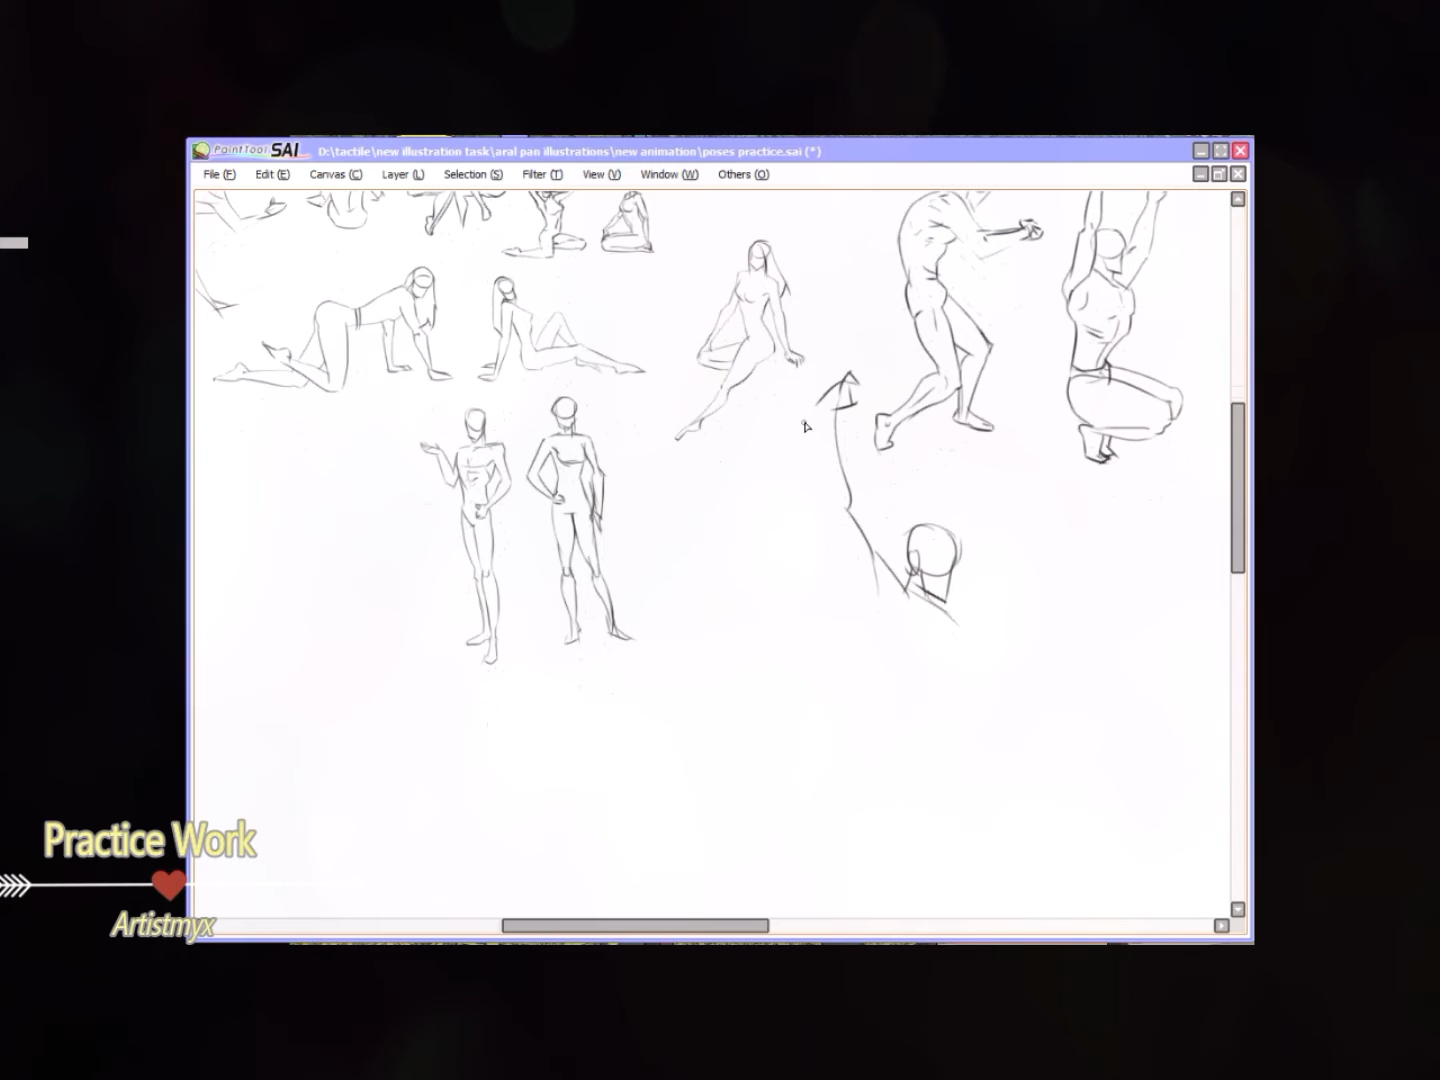 PaintTool SAI D:\tactile\new illustration task\aral pan illustrations\new animation\poses practice.sai (*)
File (F) Edit (E) Canvas (C) Layer (L) Selection (S) Filter (T) View (V) Window (W) Others (O)
Practice Work
Artistmyx